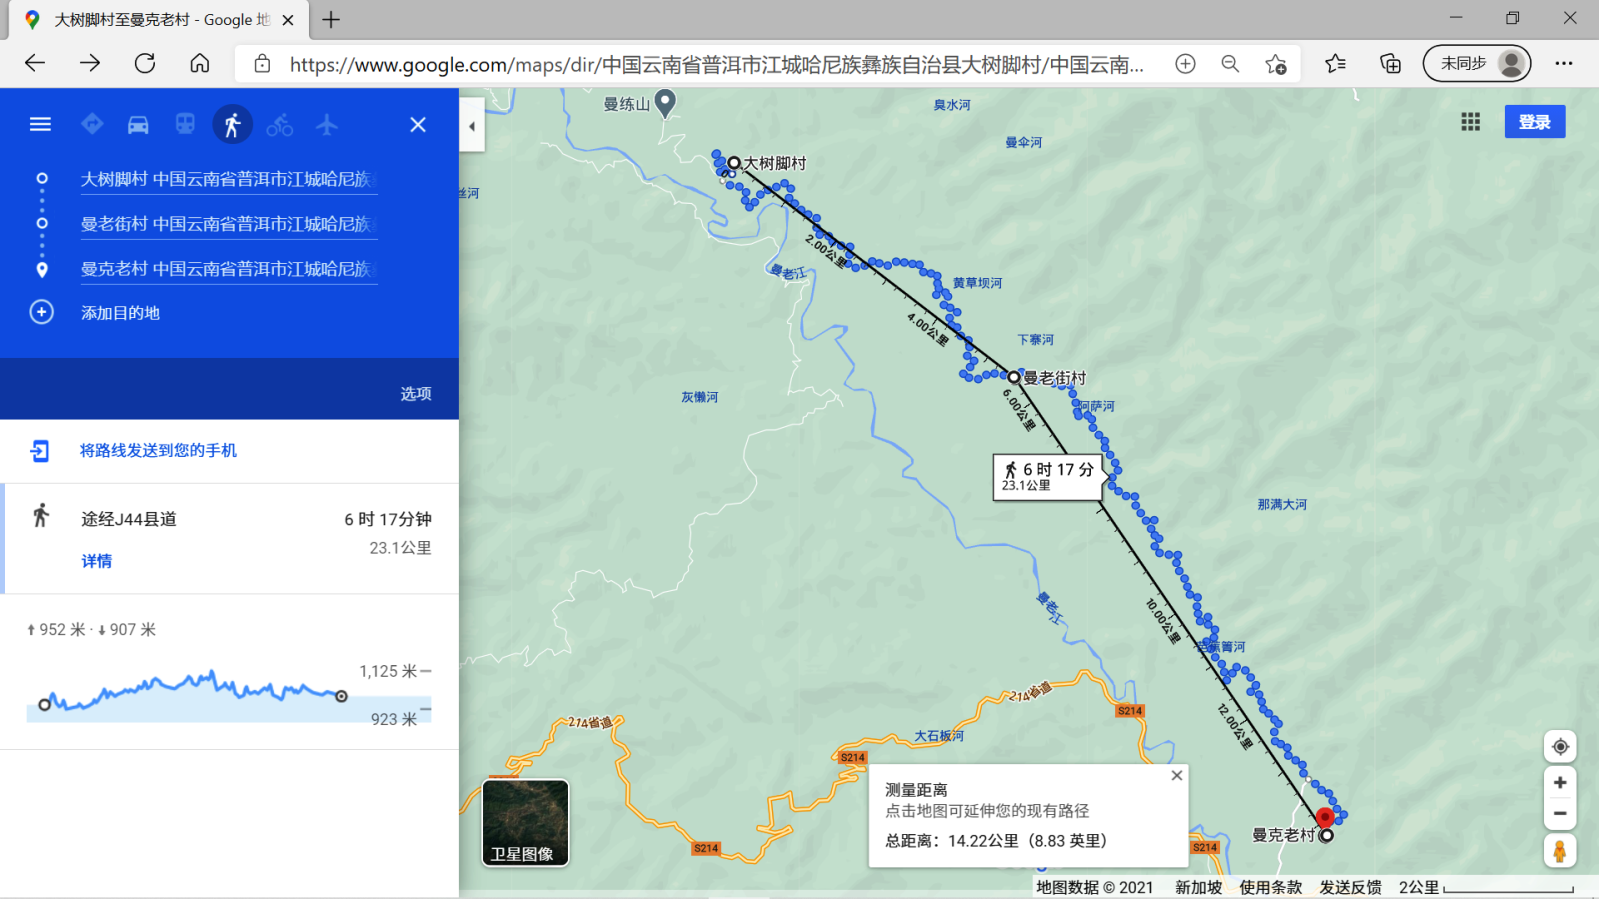 大树脚村至曼克老村 - Google 地
https://www.google.com/maps/dir/中国云南省普洱市江城哈尼族彝族自治县大树脚村/中国云南...
未同步
大树脚村 中国云南省普洱市江城哈尼族
曼老街村 中国云南省普洱市江城哈尼族
曼克老村 中国云南省普洱市江城哈尼族
添加目的地
选项
将路线发送到您的手机
途经J44县道
6 时 17分钟
23.1公里
详情
952 米 · 907 米
1,125 米
923 米
卫星图像
登录
曼练山
臭水河
曼伞河
大树脚村
丝河
2.00公里
曼老江
黄草坝河
4.00公里
下寨河
曼老街村
灰懒河
6.00公里
阿萨河
6 时 17 分
23.1公里
那满大河
曼老江
10.00公里
芭蕉箐河
214省道
S214
12.00公里
214省道
大石板河
S214
测量距离
点击地图可延伸您的现有路径
总距离：14.22公里（8.83 英里）
曼克老村
S214
S214
地图数据 © 2021 新加坡 使用条款 发送反馈 2公里